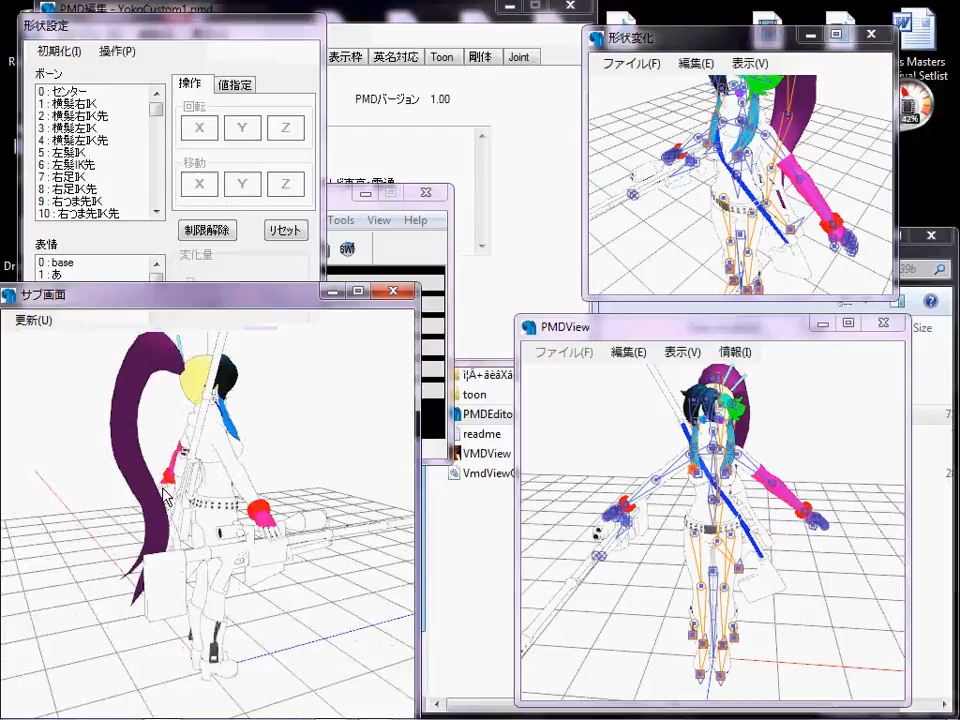 PMD編集 - YokoCustom1.pmd
形状設定
初期化(I) 操作(P)
ボーン
0 : センター
1 : 横髪右IK
2 : 横髪右IK先
3 : 横髪左IK
4 : 横髪左IK先
5 : 左髪IK
6 : 左髪IK先
7 : 右足IK
8 : 右足IK先
9 : 右つま先IK
10 : 右つま先IK先
表情
0 : base
1 : あ
操作 値指定
回転
X Y Z
移動
X Y Z
制限解除 リセット
変化量
表示枠 英名対応 Toon 剛体 Joint
PMDバージョン 1.00
Tools View Help
形状変化
ファイル(F) 編集(E) 表示(V)
s Masters
val Setlist
42%
サブ画面
更新(U)
PMDView
ファイル(F) 編集(E) 表示(V) 情報(I)
toon
PMDEdito
readme
VMDView
VmdView
Size